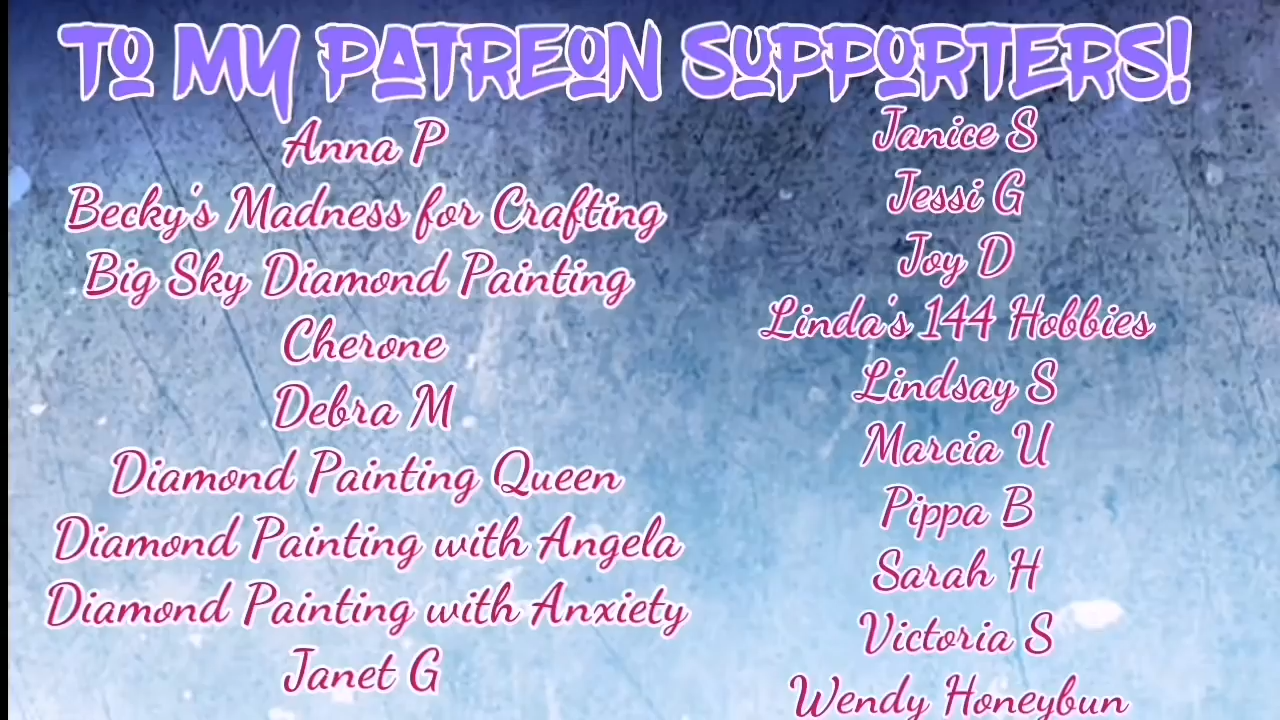 TO MY PATREON SUPPORTERS!
Anna P
Becky's Madness for Crafting
Big Sky Diamond Painting
Cherone
Debra M
Diamond Painting Queen
Diamond Painting with Angela
Diamond Painting with Anxiety
Janet G
Janice S
Jessi G
Joy D
Linda's 144 Hobbies
Lindsay S
Marcia U
Pippa B
Sarah H
Victoria S
Wendy Honeybun